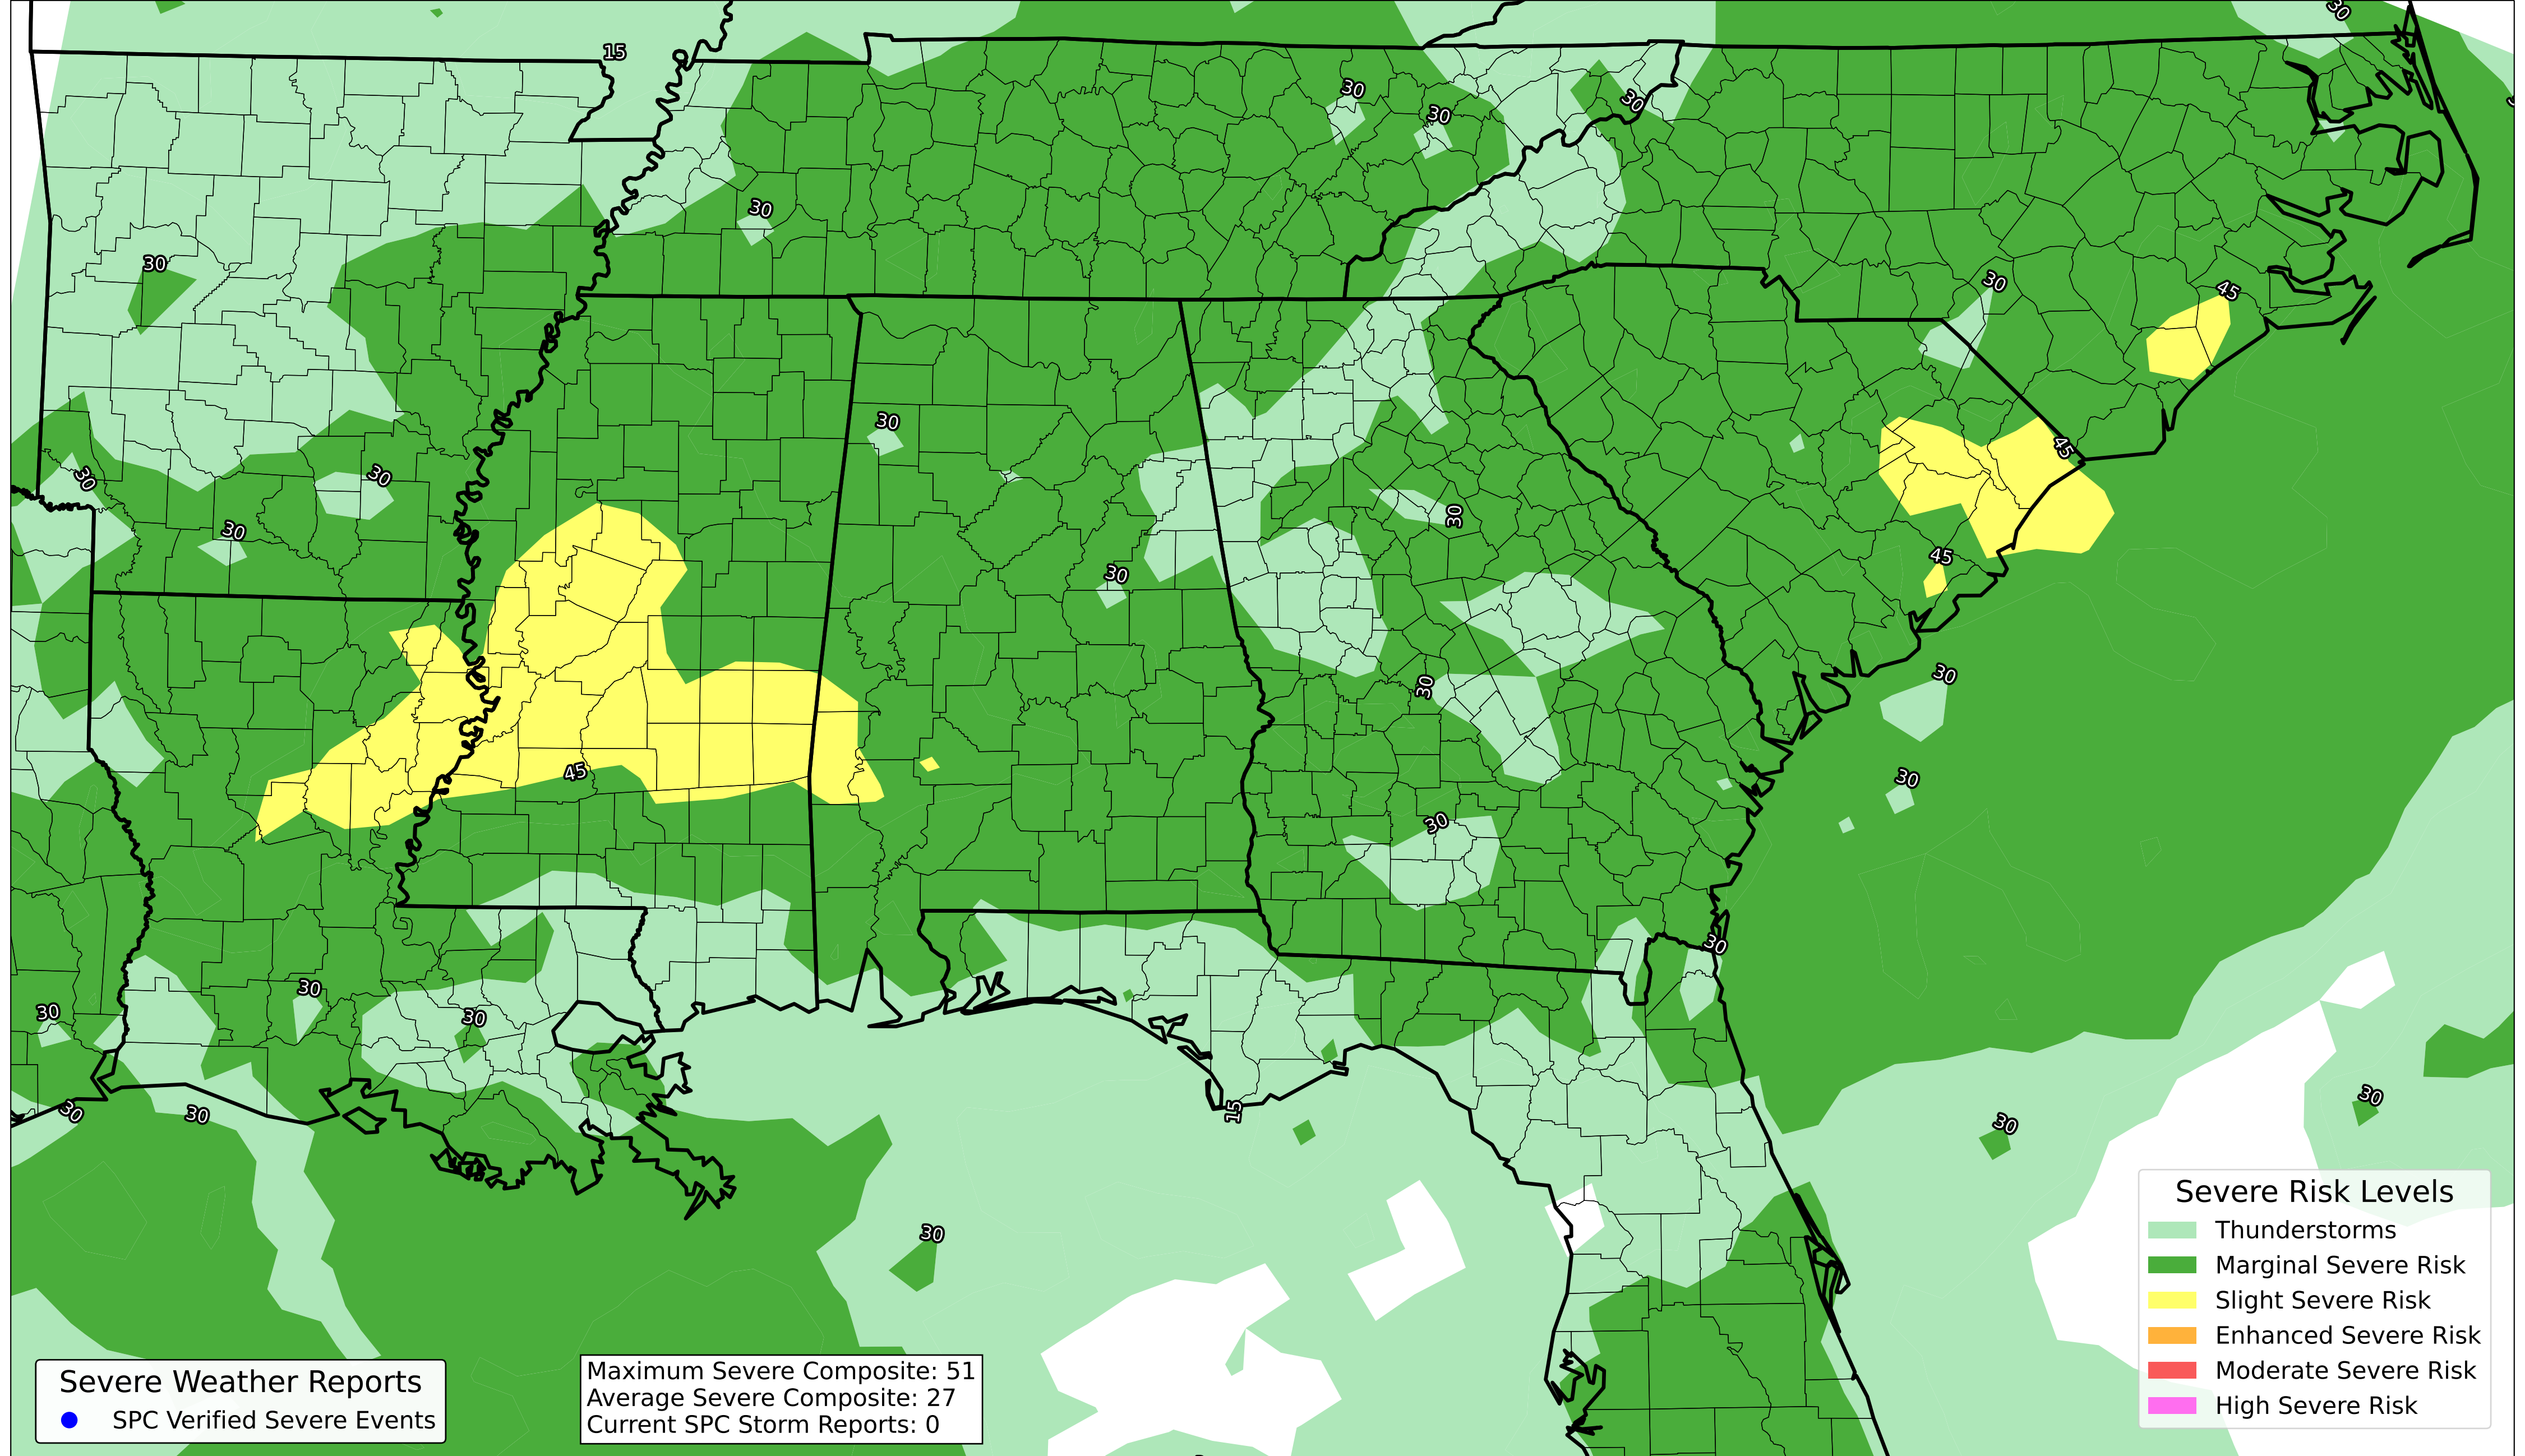 30
15
30
30
30
30
30
30
45
30
30
45
30
30
30
45
30
30
30
30
45
30
30
30
30
30
30
30
30
15
30
30
30
Severe Risk Levels
Thunderstorms
Marginal Severe Risk
Slight Severe Risk
Enhanced Severe Risk
Moderate Severe Risk
High Severe Risk
Severe Weather Reports
SPC Verified Severe Events
Maximum Severe Composite: 51
Average Severe Composite: 27
Current SPC Storm Reports: 0